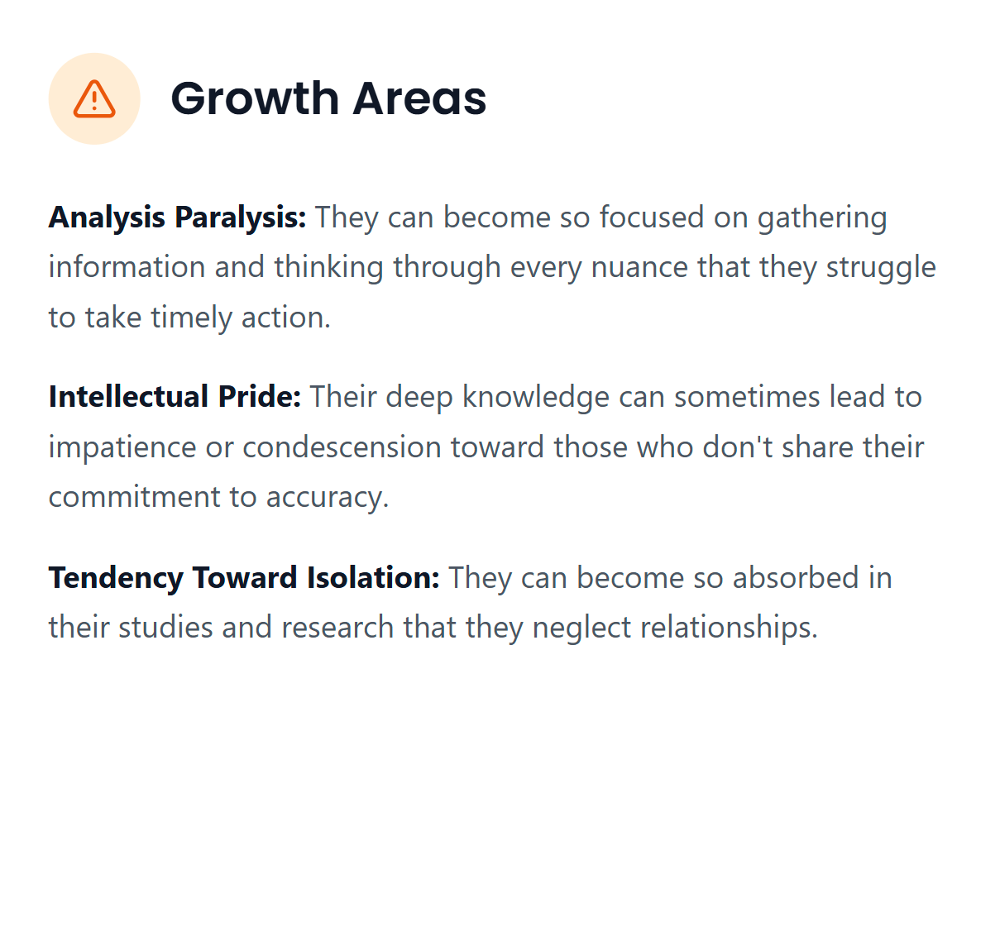 Growth Areas
Analysis Paralysis: They can become so focused on gathering
information and thinking through every nuance that they struggle
to take timely action.
Intellectual Pride: Their deep knowledge can sometimes lead to
impatience or condescension toward those who don't share their
commitment to accuracy.
Tendency Toward Isolation: They can become so absorbed in
their studies and research that they neglect relationships.